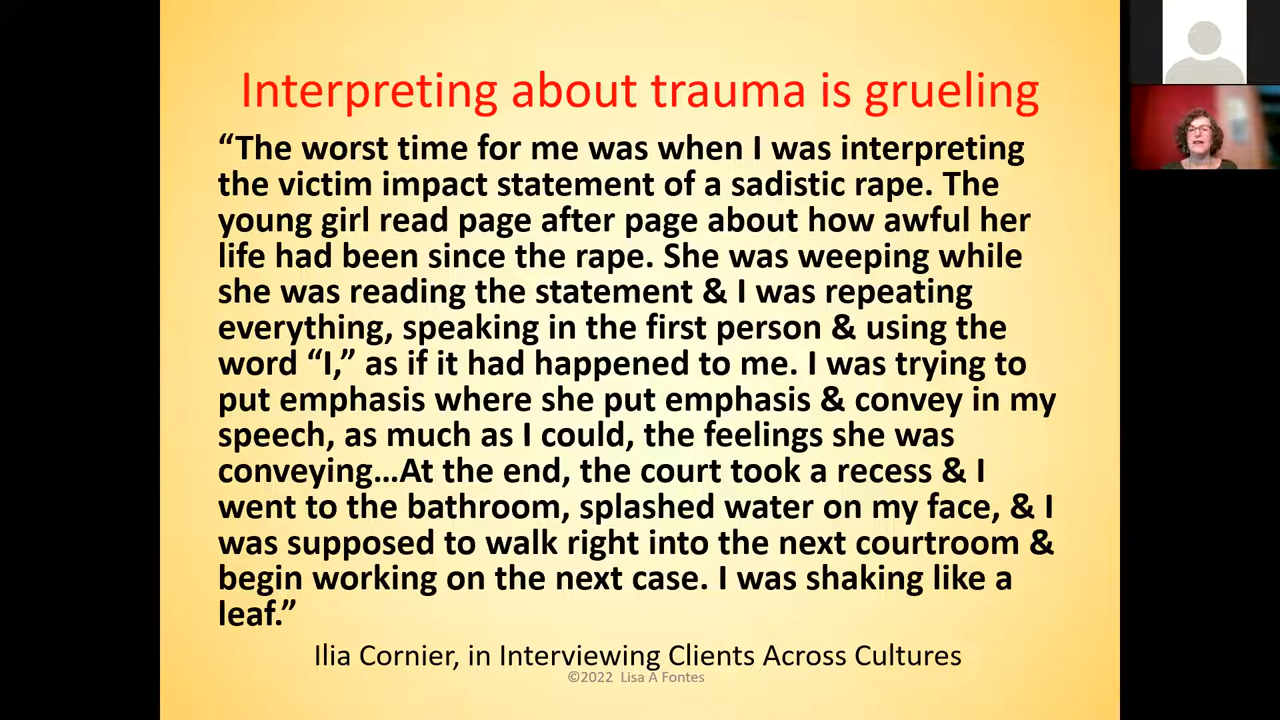 Interpreting about trauma is grueling
“The worst time for me was when I was interpreting
the victim impact statement of a sadistic rape. The
young girl read page after page about how awful her
life had been since the rape. She was weeping while
she was reading the statement & I was repeating
everything, speaking in the first person & using the
word “I,” as if it had happened to me. I was trying to
put emphasis where she put emphasis & convey in my
speech, as much as I could, the feelings she was
conveying…At the end, the court took a recess & I
went to the bathroom, splashed water on my face, & I
was supposed to walk right into the next courtroom &
begin working on the next case. I was shaking like a
leaf.”
Ilia Cornier, in Interviewing Clients Across Cultures
©2022 Lisa A Fontes